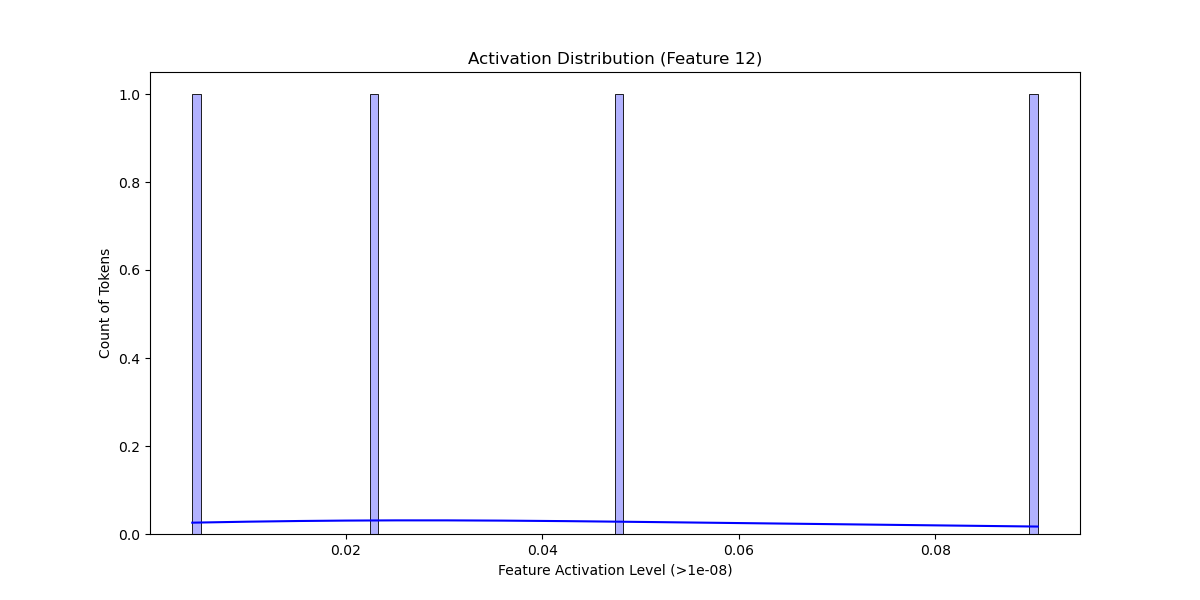 Activation Distribution (Feature 12)
1.0
0.8
0.6
0.4
0.2
0.0
Count of Tokens
0.02 0.04 0.06 0.08
Feature Activation Level (>1e-08)